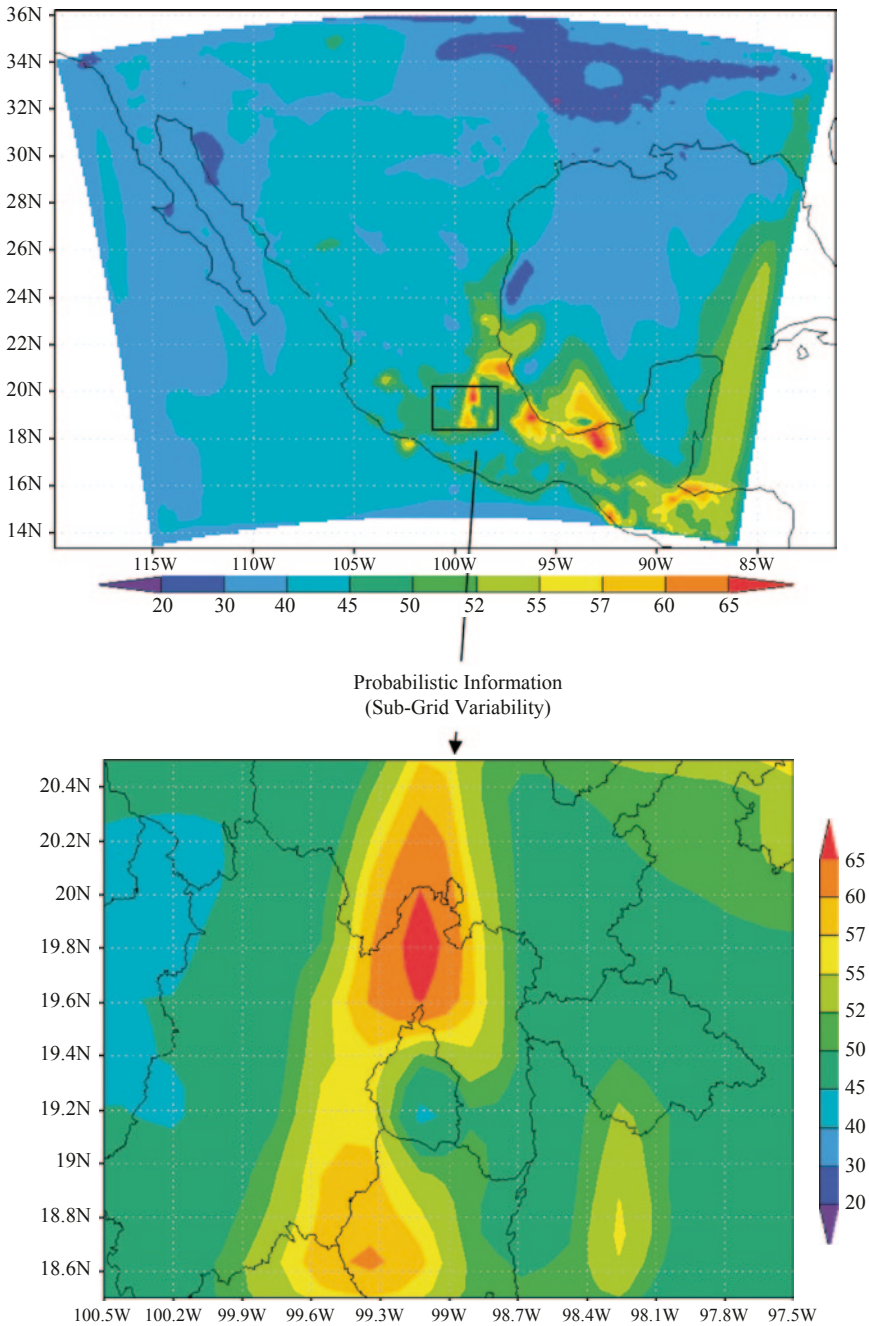 36N
34N
32N
30N
28N
26N
24N
22N
20N
18N
16N
14N
115W 110W 105W 100W 95W 90W 85W
20 30 40 45 50 52 55 57 60 65
Probabilistic Information
(Sub-Grid Variability)
20.4N
20.2N
20N
19.8N
19.6N
19.4N
19.2N
19N
18.8N
18.6N
100.5W 100.2W 99.9W 99.6W 99.3W 99W 98.7W 98.4W 98.1W 97.8W 97.5W
65
60
57
55
52
50
45
40
30
20